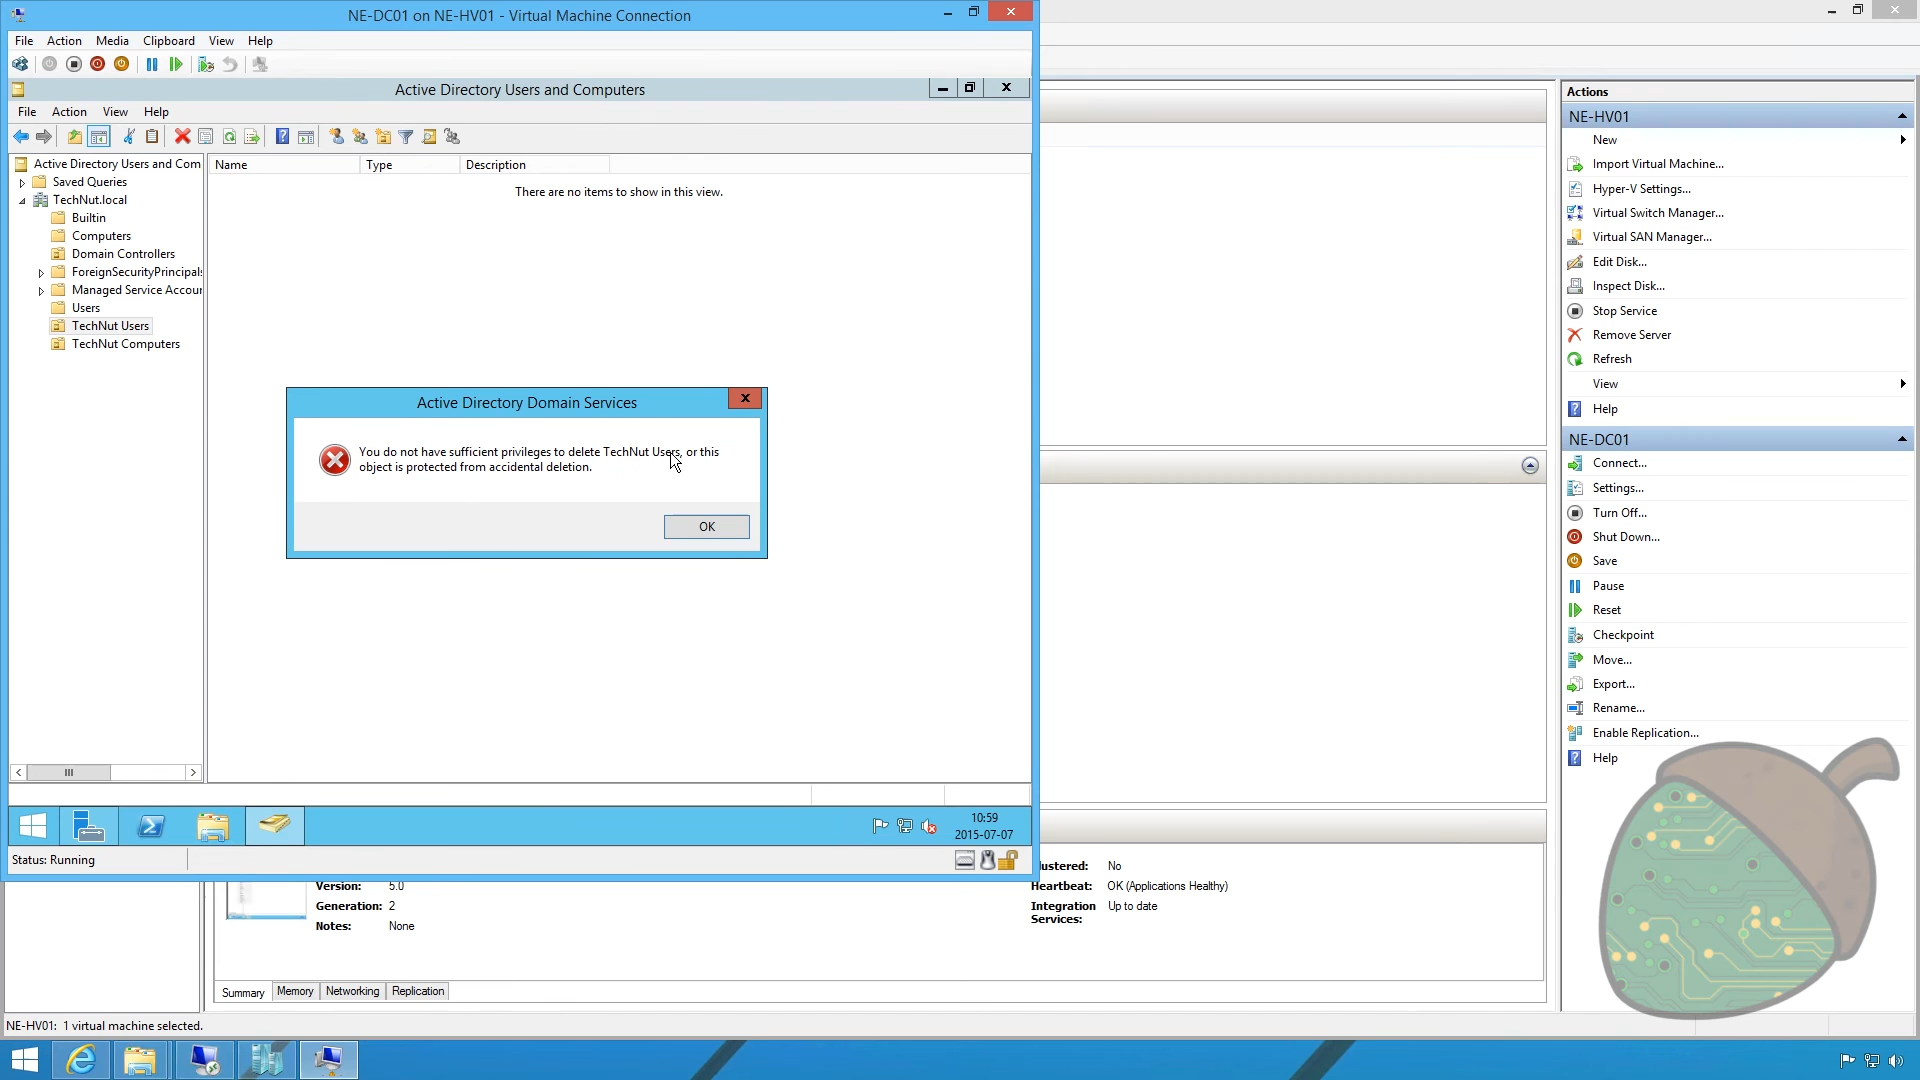 NE-DC01 on NE-HV01 - Virtual Machine Connection
File Action Media Clipboard View Help
Active Directory Users and Computers
File Action View Help
Active Directory Users and Com
Saved Queries
TechNut.local
Builtin
Computers
Domain Controllers
ForeignSecurityPrincipals
Managed Service Accour
Users
TechNut Users
TechNut Computers
Name Type Description
There are no items to show in this view.
Active Directory Domain Services
You do not have sufficient privileges to delete TechNut Users, or this
object is protected from accidental deletion.
OK
10:59
2015-07-07
Status: Running
Version: 5.0
Generation: 2
Notes: None
lustered: No
Heartbeat: OK (Applications Healthy)
Integration Up to date
Services:
Summary Memory Networking Replication
NE-HV01: 1 virtual machine selected.
Actions
NE-HV01
New
Import Virtual Machine...
Hyper-V Settings...
Virtual Switch Manager...
Virtual SAN Manager...
Edit Disk...
Inspect Disk...
Stop Service
Remove Server
Refresh
View
Help
NE-DC01
Connect...
Settings...
Turn Off...
Shut Down...
Save
Pause
Reset
Checkpoint
Move...
Export...
Rename...
Enable Replication...
Help